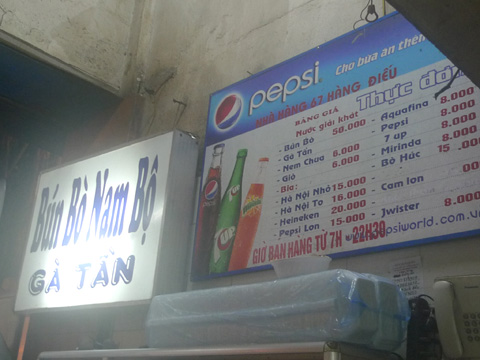 Bún Bò Nam Bộ
GÀ TẦN
pepsi
Cho bữa ăn thêm
NHÀ HÀNG 67 HÀNG ĐIẾU
BẢNG GIÁ
Thực đơn
Nước giải khát
- Bún Bò 50.000
- Gà Tần
- Nem Chua 6.000
- Giò 6.000
Bia:
- Hà Nội Nhỏ 15.000
- Hà Nội To 16.000
- Heineken 20.000
- Pepsi Lon 15.000
- Aquafina 8.000
- Pepsi 8.000
- 7 up 8.000
- Mirinda 8.000
- Bò Húc 15.000
- Cam lon
- Jwister 8.000
GIỜ BÁN HÀNG TỪ 7H - 22H30
psiworld.com.v